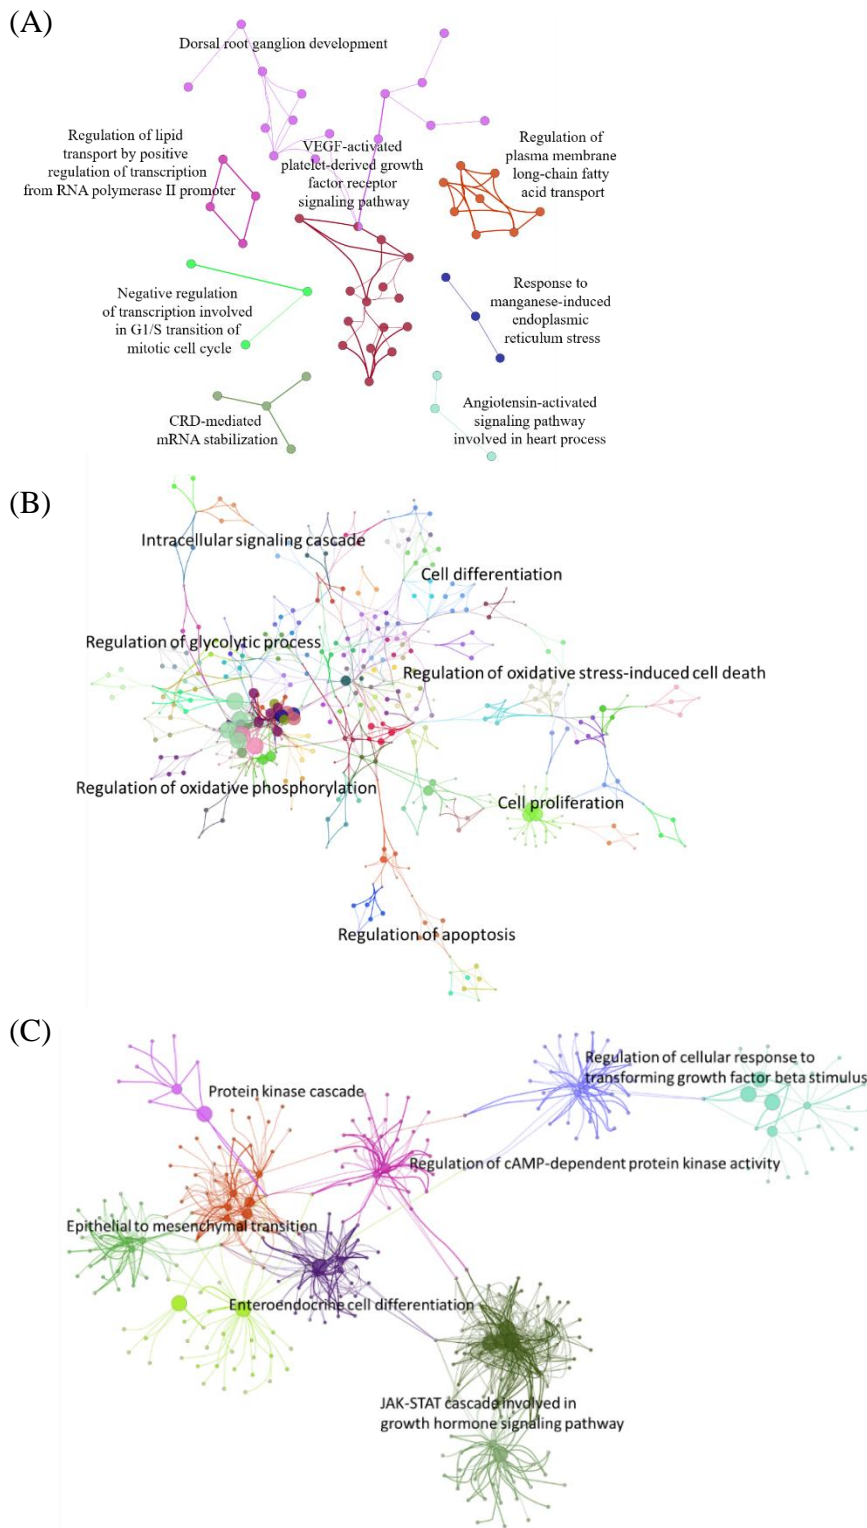 (A)
Dorsal root ganglion development
Regulation of lipid
transport by positive
regulation of transcription
from RNA polymerase II promoter
VEGF-activated
platelet-derived growth
factor receptor
signaling pathway
Regulation of
plasma membrane
long-chain fatty
acid transport
Negative regulation
of transcription involved
in G1/S transition of
mitotic cell cycle
Response to
manganese-induced
endoplasmic
reticulum stress
CRD-mediated
mRNA stabilization
Angiotensin-activated
signaling pathway
involved in heart process
(B)
Intracellular signaling cascade
Cell differentiation
Regulation of glycolytic process
Regulation of oxidative stress-induced cell death
Regulation of oxidative phosphorylation
Cell proliferation
Regulation of apoptosis
(C)
Regulation of cellular response to
transforming growth factor beta stimulus
Protein kinase cascade
Regulation of cAMP-dependent protein kinase activity
Epithelial to mesenchymal transition
Enteroendocrine cell differentiation
JAK-STAT cascade involved in
growth hormone signaling pathway